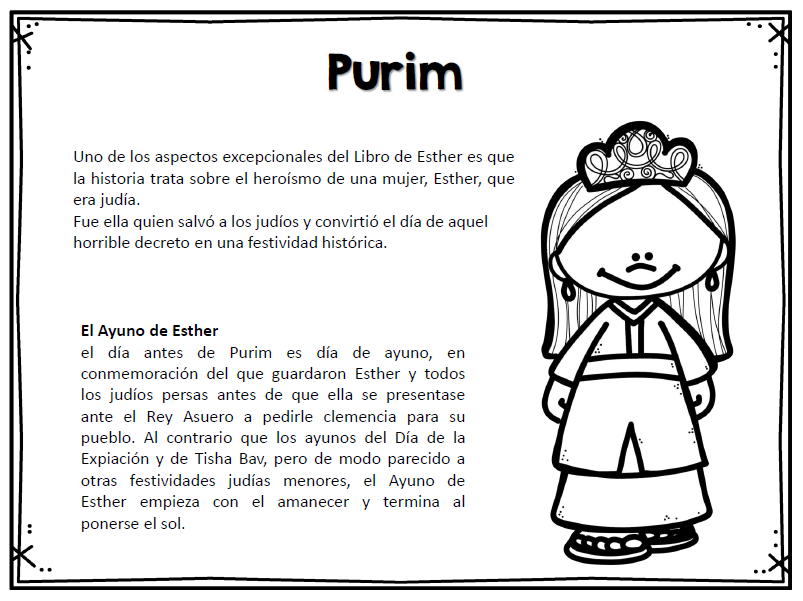 Purim
Uno de los aspectos excepcionales del Libro de Esther es que
la historia trata sobre el heroísmo de una mujer, Esther, que
era judía.
Fue ella quien salvó a los judíos y convirtió el día de aquel
horrible decreto en una festividad histórica.
El Ayuno de Esther
el día antes de Purim es día de ayuno, en
conmemoración del que guardaron Esther y todos
los judíos persas antes de que ella se presentase
ante el Rey Asuero a pedirle clemencia para su
pueblo. Al contrario que los ayunos del Día de la
Expiación y de Tisha Bav, pero de modo parecido a
otras festividades judías menores, el Ayuno de
Esther empieza con el amanecer y termina al
ponerse el sol.